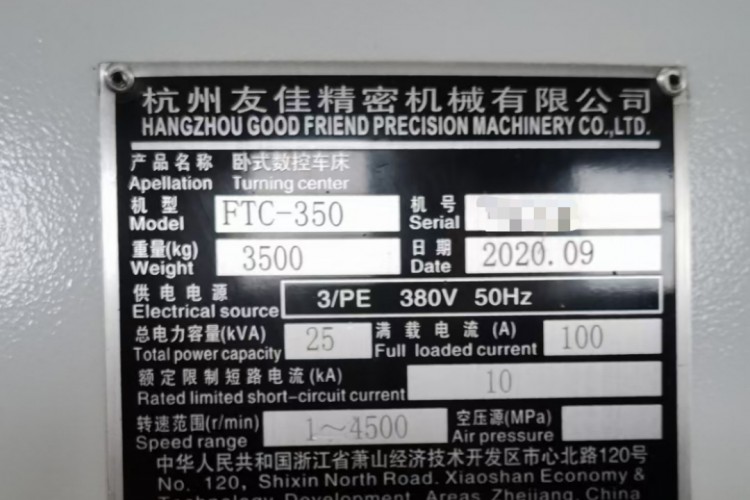 杭州友佳精密机械有限公司
HANGZHOU GOOD FRIEND PRECISION MACHINERY CO.,LTD.
产品名称 卧式数控车床
Apellation Turning center
机型 FTC-350 机号
Model Serial
重量(kg) 3500 日期 2020.09
Weight Date
供电电源 3/PE 380V 50Hz
Electrical source
总电力容量(kVA) 25 满载电流(A) 100
Total power capacity Full loaded current
额定限制短路电流(kA) 10
Rated limited short-circuit current
转速范围(r/min) 1~4500 空压源(MPa)
Speed range Air pressure
中华人民共和国浙江省萧山经济技术开发区市心北路120号
No. 120, Shixin North Road, Xiaoshan Economy &
Technology Development Areas, Zhejiang, China